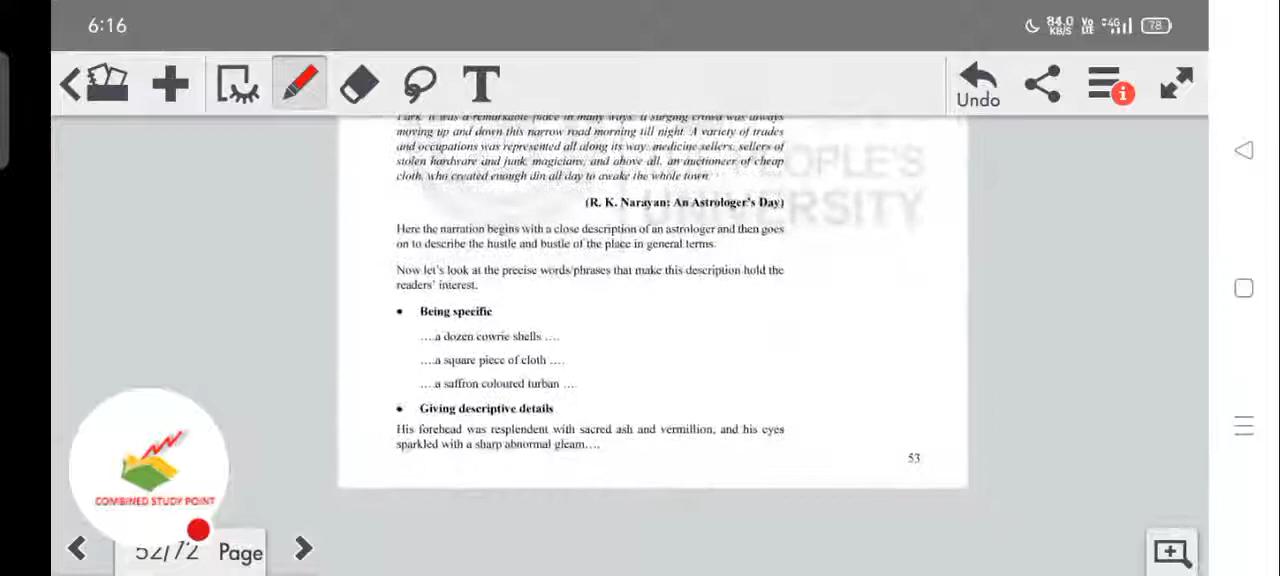 6:16
84.0 KB/S Vo LTE 4G 78
Undo
Park. It was a remarkable place in many ways: a surging crowd was always
moving up and down this narrow road morning till night. A variety of trades
and occupations was represented all along its way: medicine sellers, sellers of
stolen hardware and junk, magicians, and above all, an auctioneer of cheap
cloth, who created enough din all day to awake the whole town.
PEOPLE'S
UNIVERSITY
(R. K. Narayan: An Astrologer's Day)
Here the narration begins with a close description of an astrologer and then goes
on to describe the hustle and bustle of the place in general terms.
Now let's look at the precise words/phrases that make this description hold the
readers' interest.
• Being specific
....a dozen cowrie shells ....
....a square piece of cloth ....
....a saffron coloured turban ....
• Giving descriptive details
His forehead was resplendent with sacred ash and vermillion, and his eyes
sparkled with a sharp abnormal gleam....
53
COMBINED STUDY POINT
52/72 Page